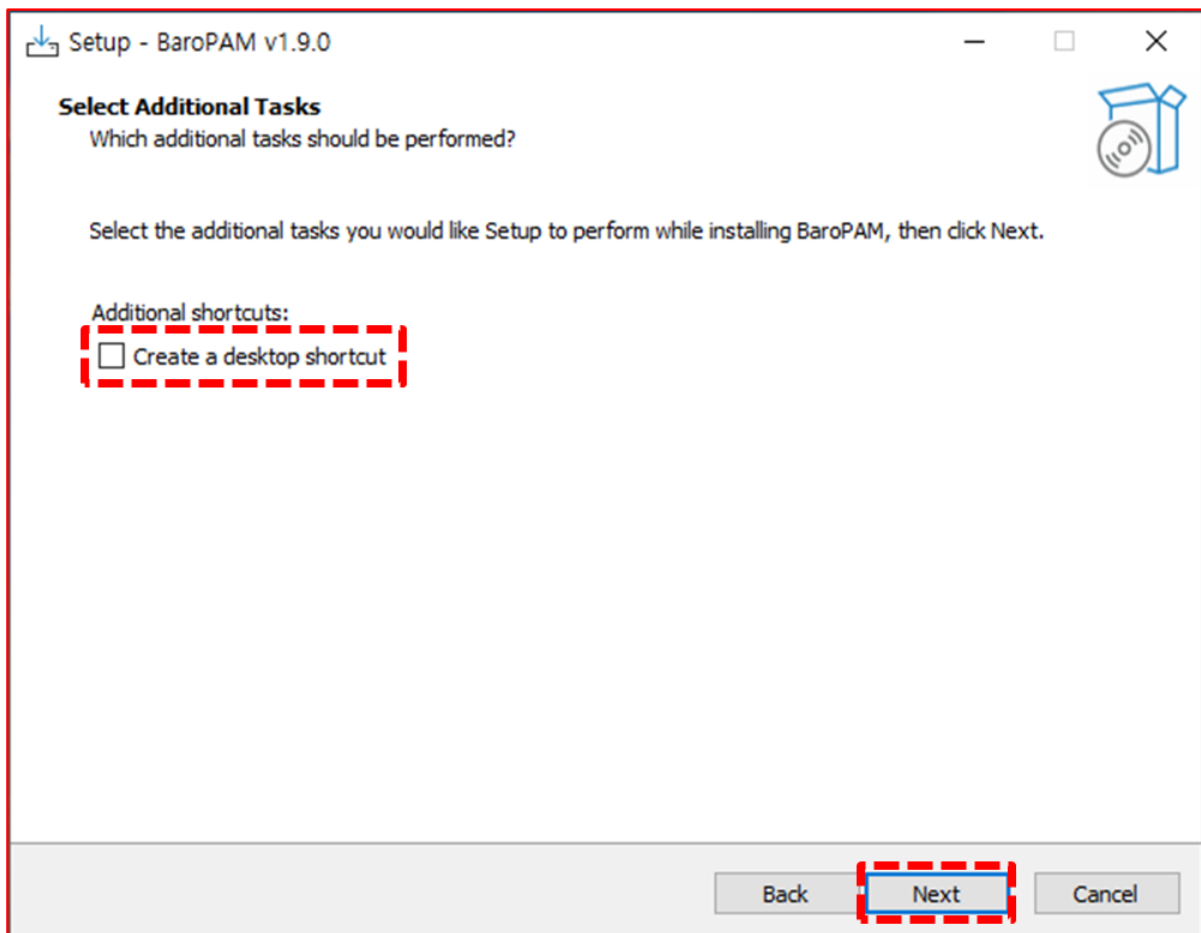 Setup - BaroPAM v1.9.0
Select Additional Tasks
Which additional tasks should be performed?
Select the additional tasks you would like Setup to perform while installing BaroPAM, then click Next.
Additional shortcuts:
Create a desktop shortcut
Back
Next
Cancel